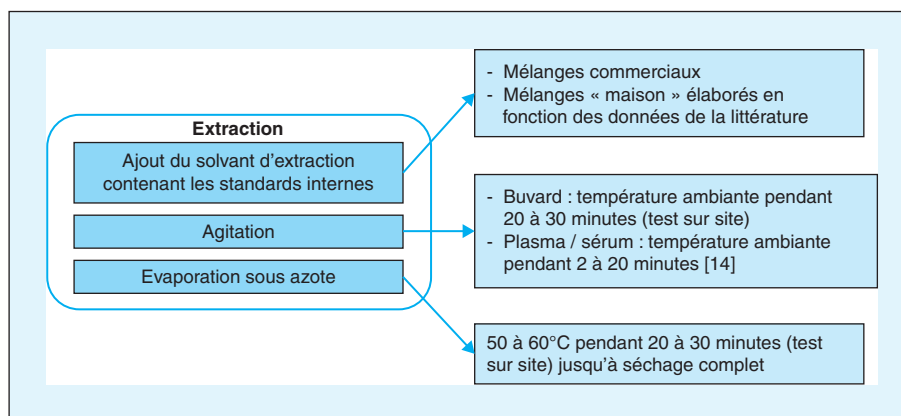 Extraction
Ajout du solvant d'extraction
contenant les standards internes
Agitation
Evaporation sous azote
- Mélanges commerciaux
- Mélanges « maison » élaborés en
fonction des données de la littérature
- Buvard : température ambiante pendant
20 à 30 minutes (test sur site)
- Plasma / sérum : température ambiante
pendant 2 à 20 minutes [14]
50 à 60°C pendant 20 à 30 minutes (test
sur site) jusqu'à séchage complet